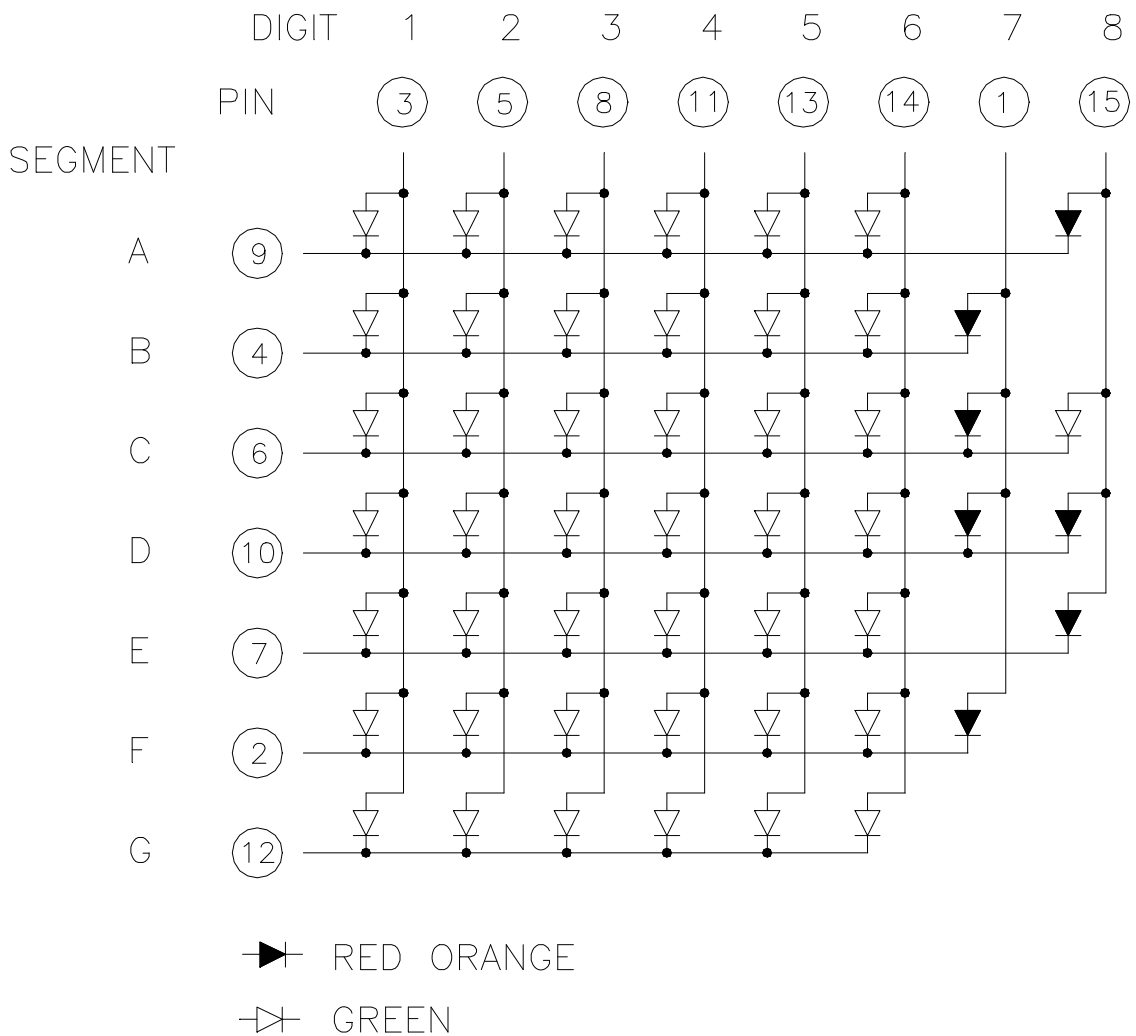 DIGIT 1 2 3 4 5 6 7 8
PIN 3 5 8 11 13 14 1 15
SEGMENT
A 9
B 4
C 6
D 10
E 7
F 2
G 12
RED ORANGE
GREEN